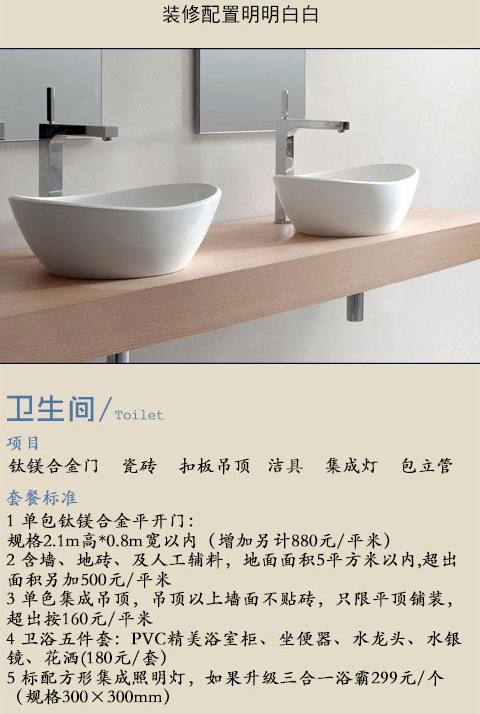 装修配置明明白白
卫生间/Toilet
项目
钛镁合金门 瓷砖 扣板吊顶 洁具 集成灯 包立管
套餐标准
1 单包钛镁合金平开门:
规格2.1m高*0.8m宽以内（增加另计880元/平米）
2 含墙、地砖、及人工辅料，地面面积5平方米以内,超出
面积另加500元/平米
3 单色集成吊顶，吊顶以上墙面不贴砖，只限平顶铺装，
超出按160元/平米
4 卫浴五件套：PVC精美浴室柜、坐便器、水龙头、水银
镜、花洒(180元/套)
5 标配方形集成照明灯，如果升级三合一浴霸299元/个
（规格300×300mm）